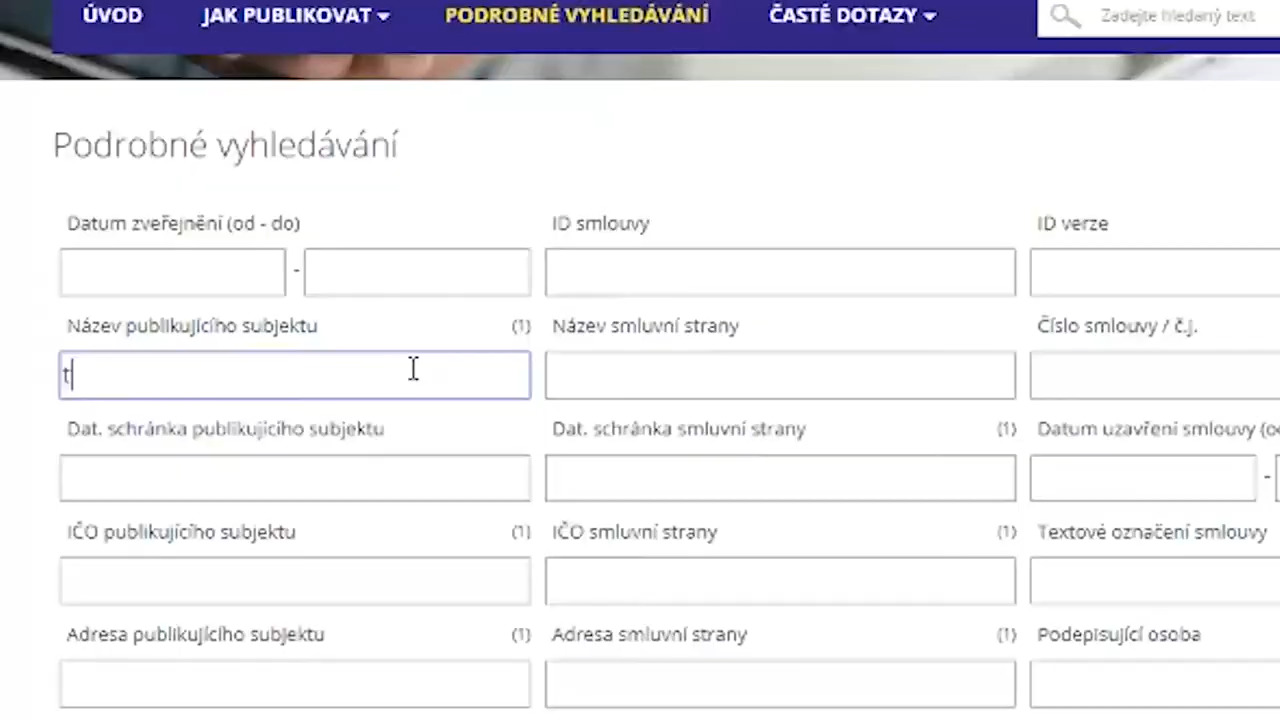 ÚVOD JAK PUBLIKOVAT PODROBNÉ VYHLEDÁVÁNÍ ČASTÉ DOTAZY Zadejte hledaný text
Podrobné vyhledávání
Datum zveřejnění (od - do) ID smlouvy ID verze
-
Název publikujícího subjektu (1) Název smluvní strany Číslo smlouvy / č.j.
t
Dat. schránka publikujícího subjektu Dat. schránka smluvní strany (1) Datum uzavření smlouvy
-
IČO publikujícího subjektu (1) IČO smluvní strany (1) Textové označení smlouvy
Adresa publikujícího subjektu (1) Adresa smluvní strany (1) Podepisující osoba